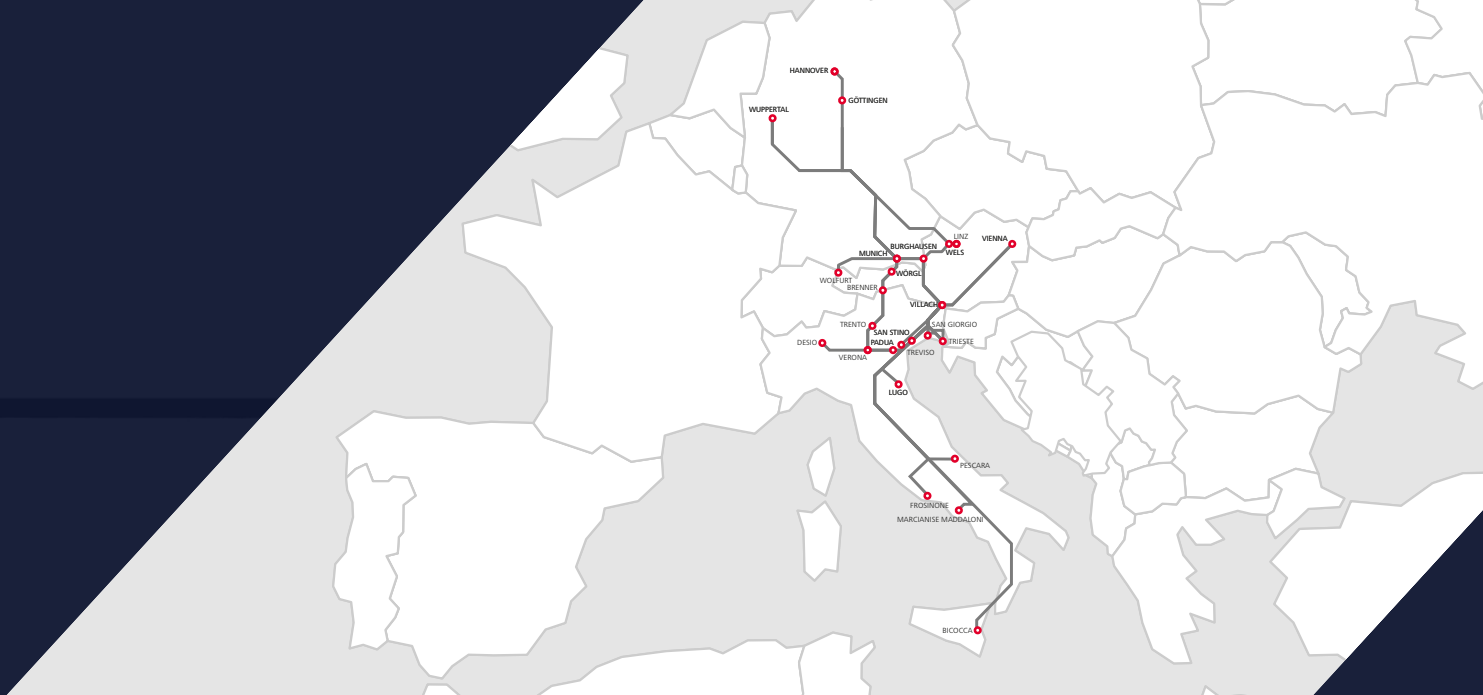 HANNOVER
GÖTTINGEN
WUPPERTAL
LINZ
VIENNA
BURGHAUSEN
WELS
MUNICH
WÖRGL
WOLFURT
BRENNER
VILLACH
TRENTO
SAN GIORGIO
SAN STINO
DESIO
PADUA
TRIESTE
VERONA
TREVISO
LUGO
PESCARA
FROSINONE
MARCIANISE MADDALONI
BICOCCA